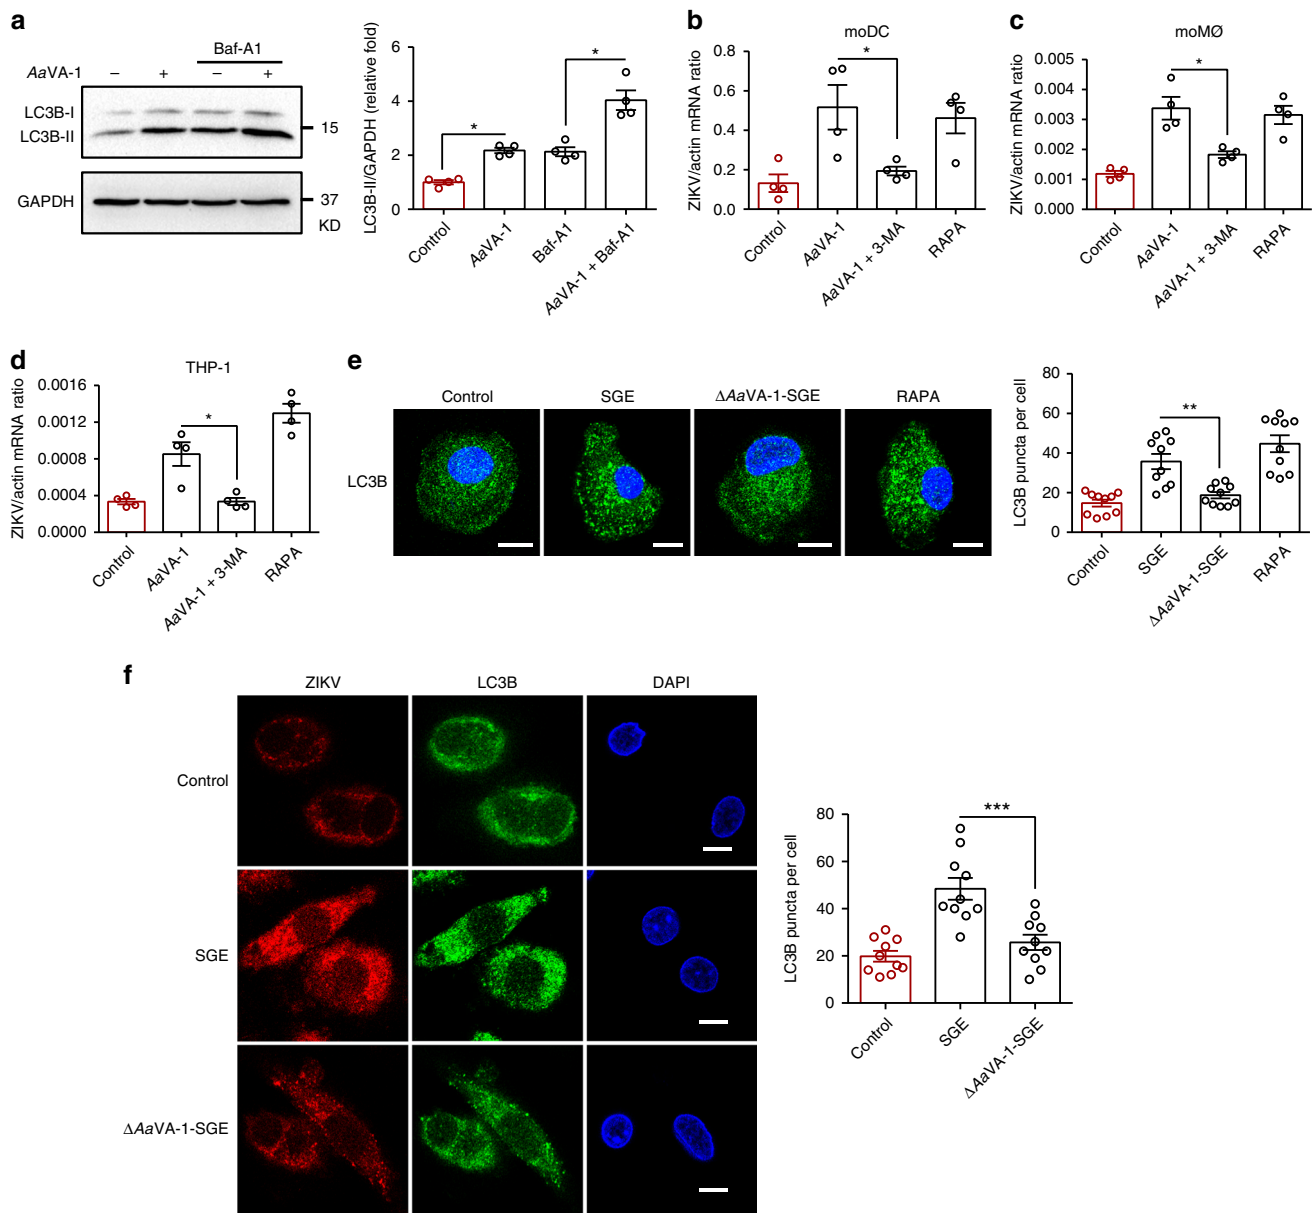 a
Baf-A1
AaVA-1 – + – +
LC3B-I
LC3B-II
15
GAPDH
37
KD
LC3B-II/GAPDH (relative fold)
6
4
2
0
*
*
Control
AaVA-1
Baf-A1
AaVA-1 + Baf-A1
b
moDC
ZIKV/actin mRNA ratio
0.8
0.6
0.4
0.2
0.0
*
Control
AaVA-1
AaVA-1 + 3-MA
RAPA
c
moMØ
ZIKV/actin mRNA ratio
0.005
0.004
0.003
0.002
0.001
0.000
*
Control
AaVA-1
AaVA-1 + 3-MA
RAPA
d
THP-1
ZIKV/actin mRNA ratio
0.0016
0.0012
0.0008
0.0004
0.0000
*
Control
AaVA-1
AaVA-1 + 3-MA
RAPA
e
Control
SGE
ΔAaVA-1-SGE
RAPA
LC3B
LC3B puncta per cell
80
60
40
20
0
**
Control
SGE
ΔAaVA-1-SGE
RAPA
f
ZIKV
LC3B
DAPI
Control
SGE
ΔAaVA-1-SGE
LC3B puncta per cell
80
60
40
20
0
***
Control
SGE
ΔAaVA-1-SGE